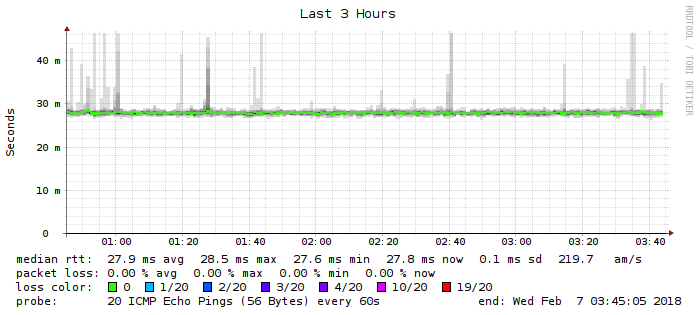 Last 3 Hours
RRDTOOL / TOBI OETIKER
Seconds
40 m
30 m
20 m
10 m
0
01:00 01:20 01:40 02:00 02:20 02:40 03:00 03:20 03:40
median rtt: 27.9 ms avg 28.5 ms max 27.6 ms min 27.8 ms now 0.1 ms sd 219.7 am/s
packet loss: 0.00 % avg 0.00 % max 0.00 % min 0.00 % now
loss color: 0 1/20 2/20 3/20 4/20 10/20 19/20
probe: 20 ICMP Echo Pings (56 Bytes) every 60s end: Wed Feb 7 03:45:05 2018